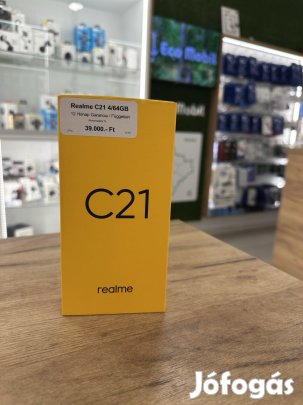 Eco Mobil
Realme C21 4/64GB
12 Hónap Garancia / Független
39.000.- Ft
C21
realme
Jófogás